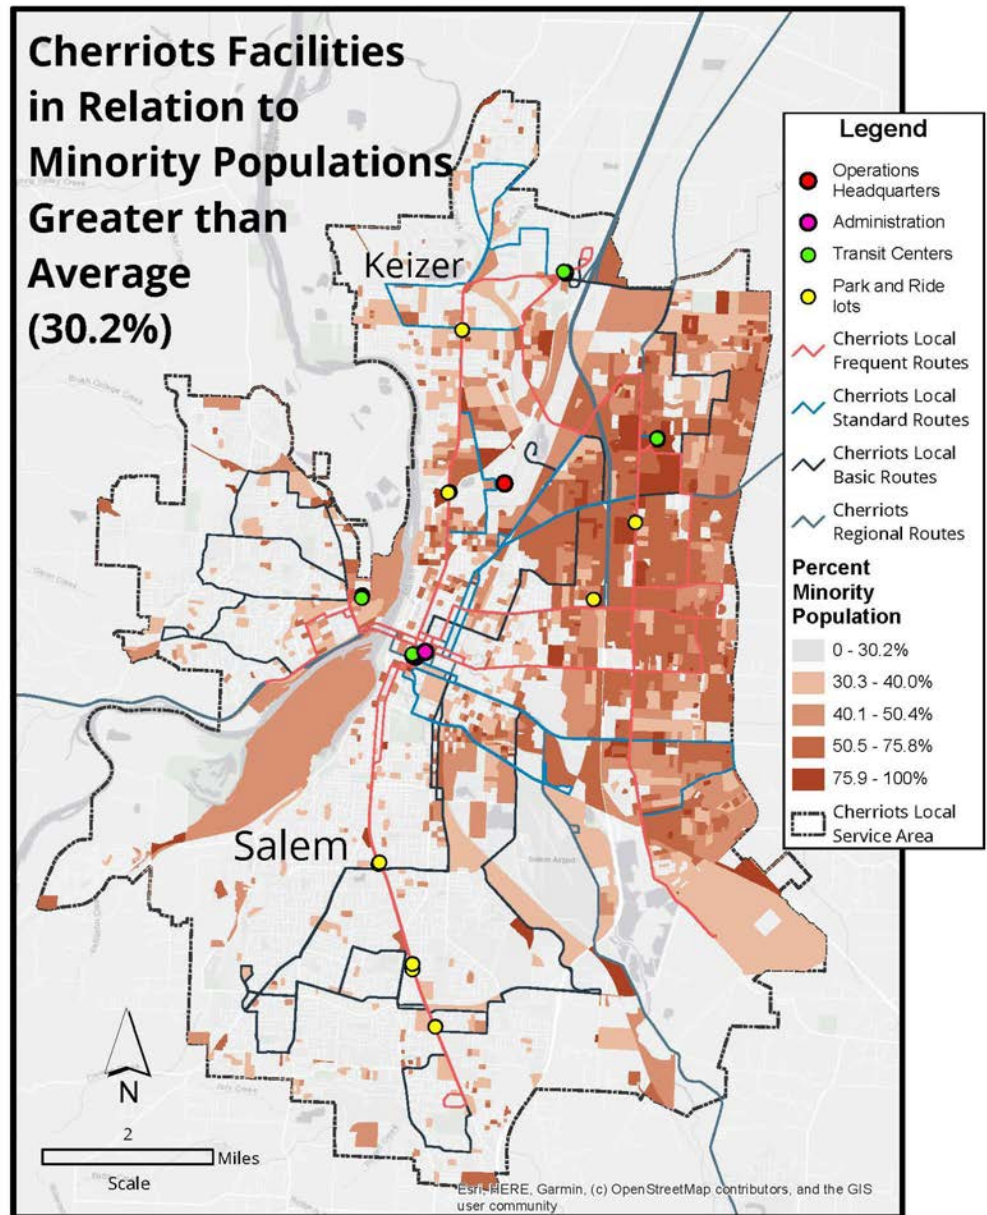 Cherriots Facilities
in Relation to
Minority Populations
Greater than
Average
(30.2%)
Keizer
Salem
Salem Airport
N
2
Miles
Scale
Legend
Operations
Headquarters
Administration
Transit Centers
Park and Ride
lots
Cherriots Local
Frequent Routes
Cherriots Local
Standard Routes
Cherriots Local
Basic Routes
Cherriots
Regional Routes
Percent
Minority
Population
0 - 30.2%
30.3 - 40.0%
40.1 - 50.4%
50.5 - 75.8%
75.9 - 100%
Cherriots Local
Service Area
Esri, HERE, Garmin, (c) OpenStreetMap contributors, and the GIS
user community